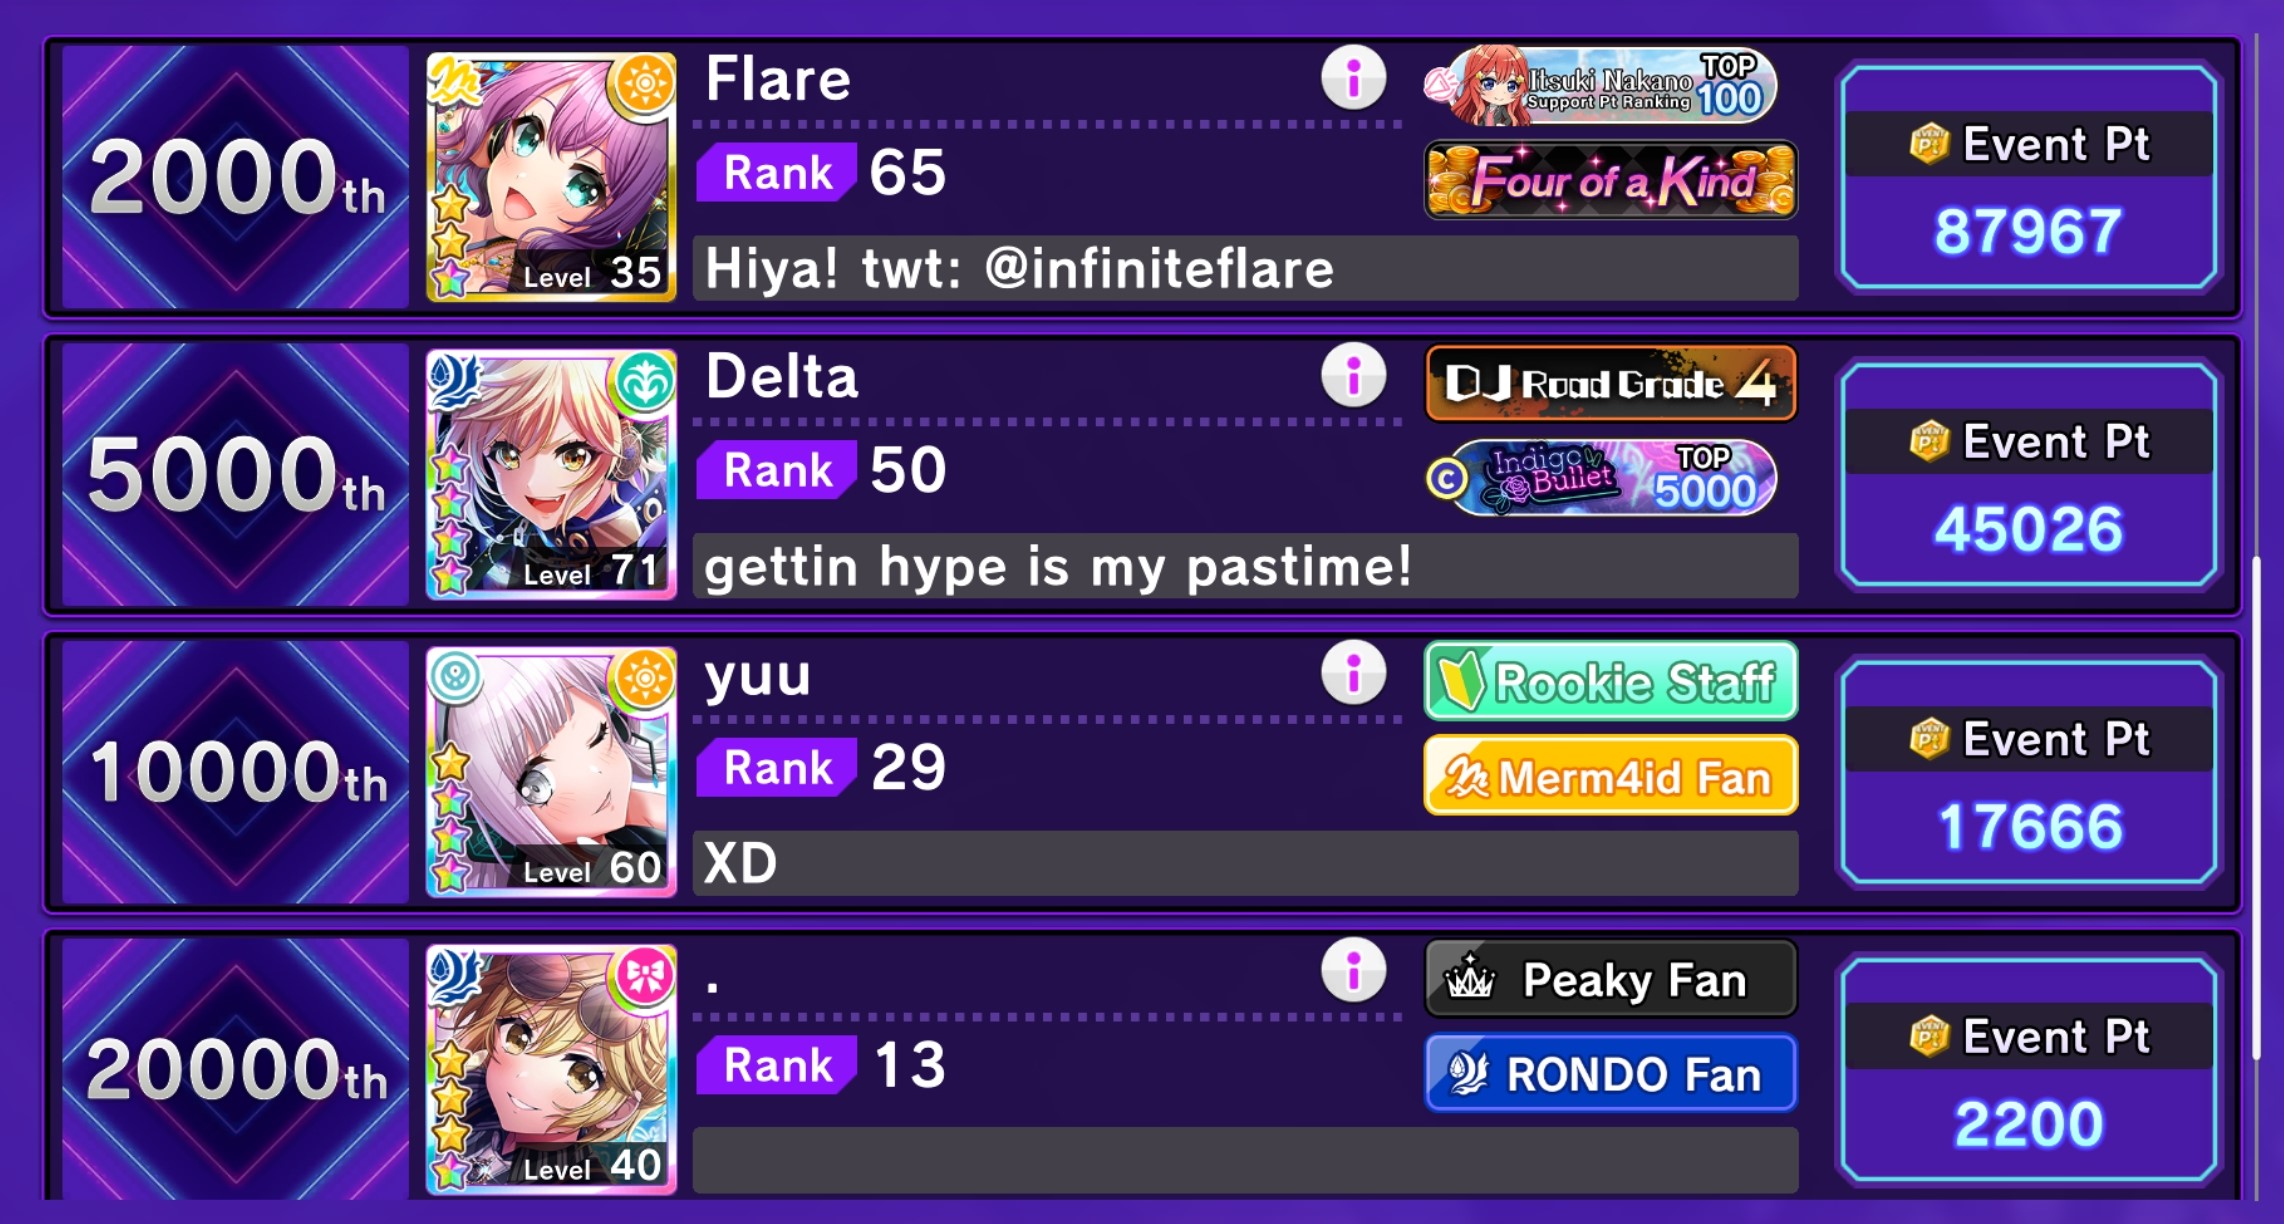 2000th
Flare
Itsuki Nakano
Support Pt Ranking
TOP
100
Rank 65
Four of a Kind
Level 35
Hiya! twt: @infiniteflare
Event Pt
87967
5000th
Delta
DJ Road Grade 4
Rank 50
Indigo
Bullet
TOP
5000
Level 71
gettin hype is my pastime!
Event Pt
45026
10000th
yuu
Rookie Staff
Rank 29
Merm4id Fan
Level 60
XD
Event Pt
17666
20000th
.
Peaky Fan
Rank 13
RONDO Fan
Level 40
Event Pt
2200